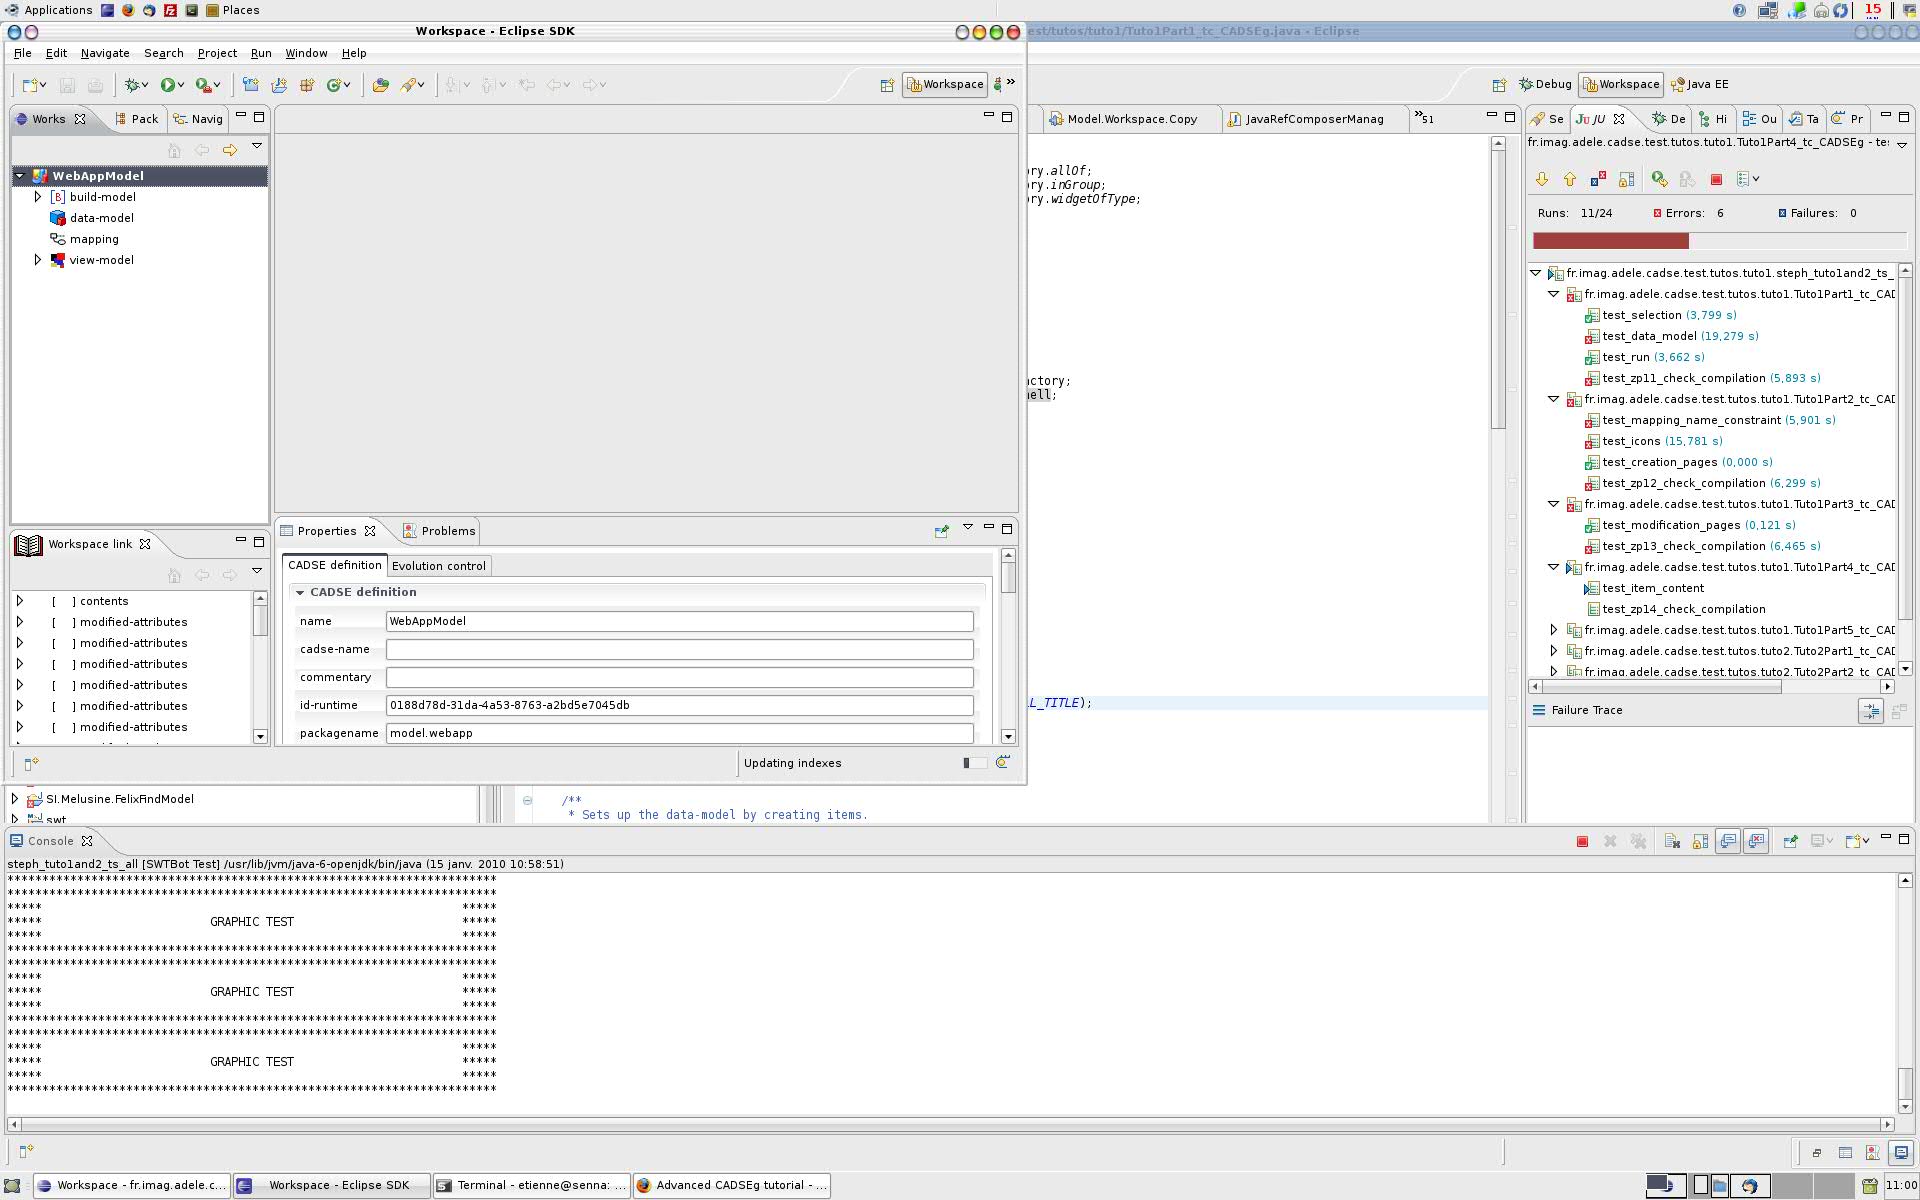 Applications Places 15
Workspace - Eclipse SDK
est/tutos/tuto1/Tuto1Part1_tc_CADSEg.java - Eclipse
File Edit Navigate Search Project Run Window Help
Workspace »
Debug Workspace Java EE
Works Pack Navig
WebAppModel
build-model
data-model
mapping
view-model
Workspace link
[ ] contents
[ ] modified-attributes
[ ] modified-attributes
[ ] modified-attributes
[ ] modified-attributes
[ ] modified-attributes
[ ] modified-attributes
Properties Problems
CADSE definition Evolution control
CADSE definition
name WebAppModel
cadse-name
commentary
id-runtime 0188d78d-31da-4a53-8763-a2bd5e7045db
packagename model.webapp
Updating indexes
Model.Workspace.Copy JavaRefComposerManag »51
ry.allOf;
ry.inGroup;
ry.widgetOfType;
actory;
hell;
L_TITLE);
/**
* Sets up the data-model by creating items.
SI.Melusine.FelixFindModel
swt
Se JU De Hi Ou Ta Pr
fr.imag.adele.cadse.test.tutos.tuto1.Tuto1Part4_tc_CADSEg - te
Runs: 11/24 Errors: 6 Failures: 0
fr.imag.adele.cadse.test.tutos.tuto1.steph_tuto1and2_ts_
fr.imag.adele.cadse.test.tutos.tuto1.Tuto1Part1_tc_CAD
test_selection (3,799 s)
test_data_model (19,279 s)
test_run (3,662 s)
test_zp11_check_compilation (5,893 s)
fr.imag.adele.cadse.test.tutos.tuto1.Tuto1Part2_tc_CAD
test_mapping_name_constraint (5,901 s)
test_icons (15,781 s)
test_creation_pages (0,000 s)
test_zp12_check_compilation (6,299 s)
fr.imag.adele.cadse.test.tutos.tuto1.Tuto1Part3_tc_CAD
test_modification_pages (0,121 s)
test_zp13_check_compilation (6,465 s)
fr.imag.adele.cadse.test.tutos.tuto1.Tuto1Part4_tc_CAD
test_item_content
test_zp14_check_compilation
fr.imag.adele.cadse.test.tutos.tuto1.Tuto1Part5_tc_CAD
fr.imag.adele.cadse.test.tutos.tuto2.Tuto2Part1_tc_CAD
fr.imag.adele.cadse.test.tutos.tuto2.Tuto2Part2_tc_CAD
Failure Trace
Console
steph_tuto1and2_ts_all [SWTBot Test] /usr/lib/jvm/java-6-openjdk/bin/java (15 janv. 2010 10:58:51)
**********************************************************************
**********************************************************************
***** *****
***** GRAPHIC TEST *****
***** *****
**********************************************************************
**********************************************************************
***** *****
***** GRAPHIC TEST *****
***** *****
**********************************************************************
**********************************************************************
***** *****
***** GRAPHIC TEST *****
***** *****
**********************************************************************
Workspace - fr.imag.adele.c... Workspace - Eclipse SDK Terminal - etienne@senna: ... Advanced CADSEg tutorial - ... 11:00